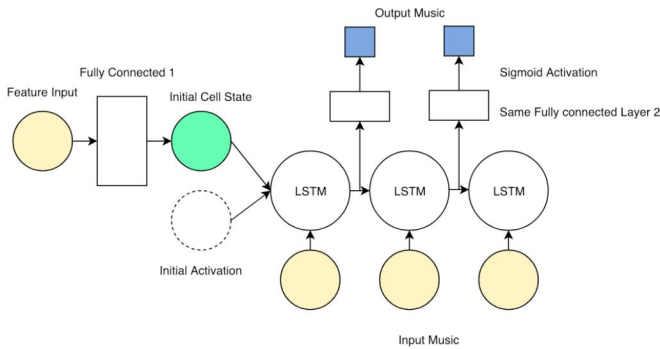 Output Music
Fully Connected 1
Sigmoid Activation
Feature Input
Initial Cell State
Same Fully connected Layer 2
LSTM
LSTM
LSTM
Initial Activation
Input Music